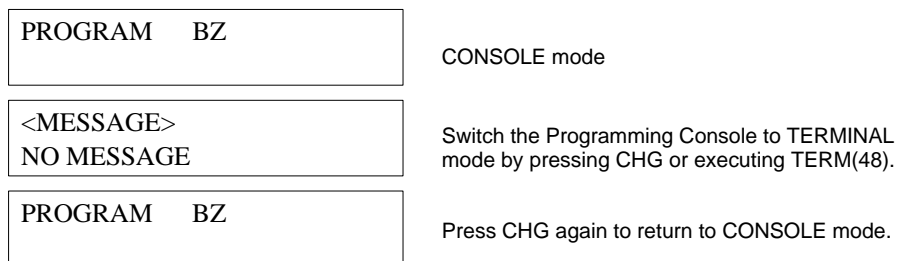 PROGRAM BZ
CONSOLE mode
<MESSAGE>
NO MESSAGE
Switch the Programming Console to TERMINAL
mode by pressing CHG or executing TERM(48).
PROGRAM BZ
Press CHG again to return to CONSOLE mode.